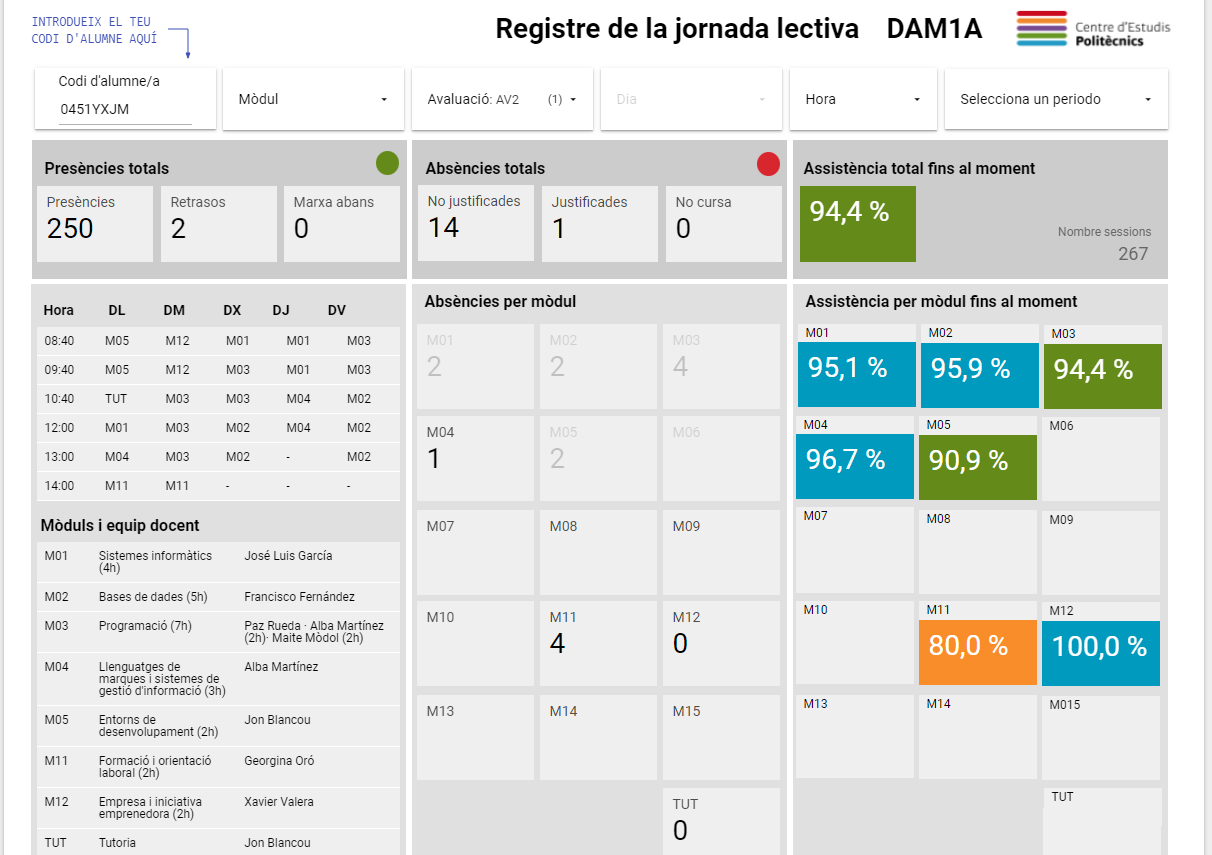 INTRODUEIX EL TEU
CODI D'ALUMNE AQUÍ
Registre de la jornada lectiva DAM1A
Centre d'Estudis
Politècnics
Codi d'alumne/a
0451YXJM
Mòdul
Avaluació: AV2 (1)
Dia
Hora
Selecciona un periodo
Presències totals
Presències
250
Retrasos
2
Marxa abans
0
Absències totals
No justificades
14
Justificades
1
No cursa
0
Assistència total fins al moment
94,4 %
Nombre sessions
267
Hora DL DM DX DJ DV
08:40 M05 M12 M01 M01 M03
09:40 M05 M12 M03 M01 M03
10:40 TUT M03 M03 M04 M02
12:00 M01 M03 M02 M04 M02
13:00 M04 M03 M02 - M02
14:00 M11 M11 - - -
Mòduls i equip docent
M01 Sistemes informàtics José Luis García
(4h)
M02 Bases de dades (5h) Francisco Fernández
M03 Programació (7h) Paz Rueda · Alba Martínez
(2h)· Maite Mòdol (2h)
M04 Llenguatges de Alba Martínez
marques i sistemes de
gestió d'informació (3h)
M05 Entorns de Jon Blancou
desenvolupament (2h)
M11 Formació i orientació Georgina Oró
laboral (2h)
M12 Empresa i iniciativa Xavier Valera
emprenedora (2h)
TUT Tutoria Jon Blancou
Absències per mòdul
M01 M02 M03
2 2 4
M04 M05 M06
1 2
M07 M08 M09
M10 M11 M12
4 0
M13 M14 M15
TUT
0
Assistència per mòdul fins al moment
M01 M02 M03
95,1 % 95,9 % 94,4 %
M04 M05 M06
96,7 % 90,9 %
M07 M08 M09
M10 M11 M12
80,0 % 100,0 %
M13 M14 M015
TUT